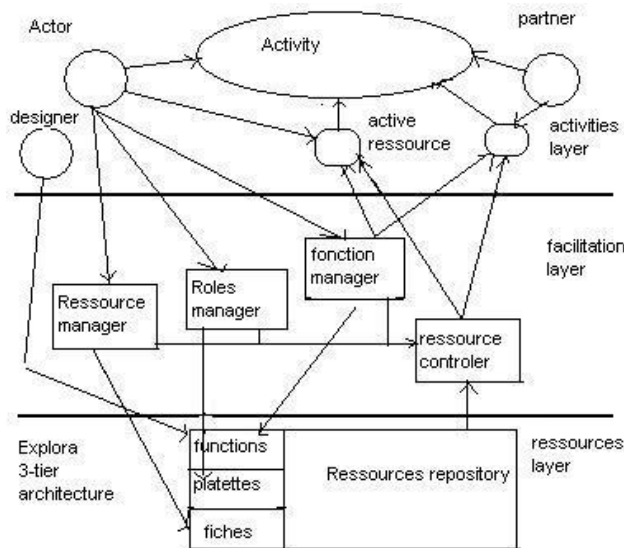 Actor
partner
Activity
designer
active
ressource
activities
layer
fonction
manager
facilitation
layer
Roles
manager
Ressource
manager
ressource
controler
Explora
3-tier
architecture
functions
platettes
fiches
Ressources repository
ressources
layer